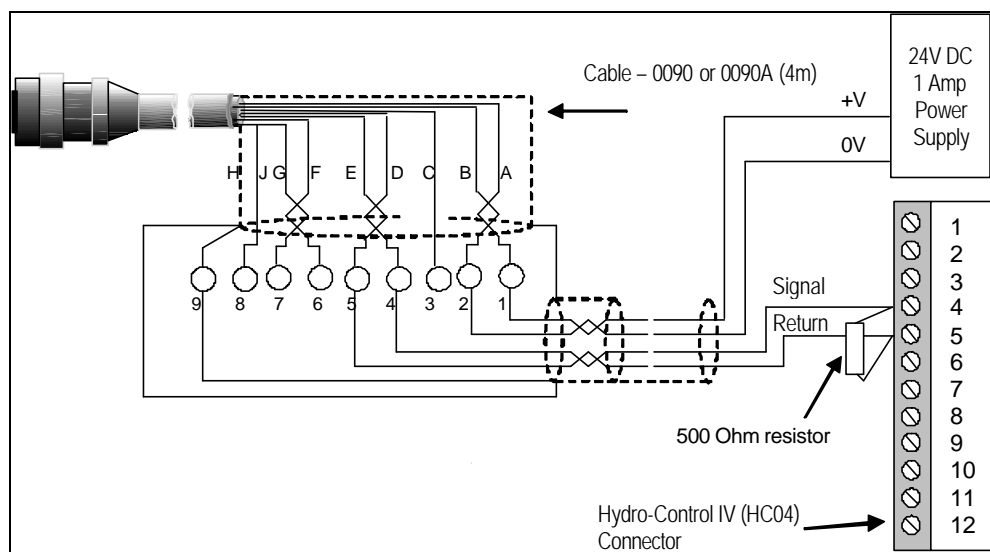 24V DC
1 Amp
Power
Supply
Cable – 0090 or 0090A (4m)
+V
0V
H J G F E D C B A
9 8 7 6 5 4 3 2 1
Signal
Return
500 Ohm resistor
1
2
3
4
5
6
7
8
9
10
11
12
Hydro-Control IV (HC04)
Connector